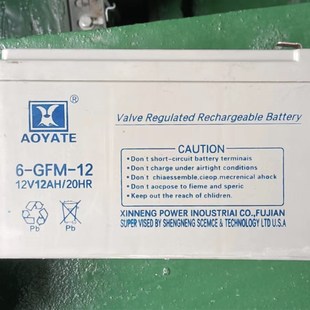 ®
AOYATE
6-GFM-12
12V12AH/20HR
Pb
Pb
Valve Regulated Rechargeable Battery
CAUTION
•Don t short-circuit battery terminals
•Don t charge under airtight conditions
•Don t chiaessemble,cieop.mecrenical ahock
•Don t aocpose to fieme and speric
•Keep out the reach of children.
XINNENG POWER INDUSTRIAI CO.,FUJIAN
SUPER VISED BY SHENGNENG SCEMCE & TECHNOLOGY LTD U.S.A